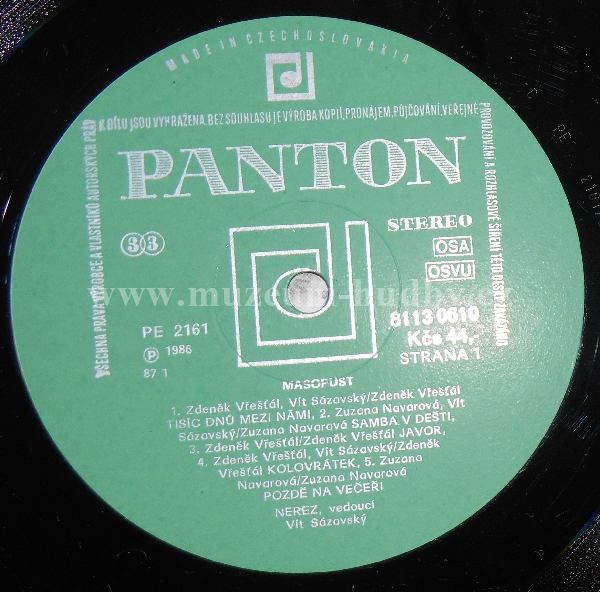 MADE IN CZECHOSLOVAKIA
VŠECHNA PRÁVA VÝROBCE A VLASTNÍKŮ AUTORSKÝCH PRÁV
K DÍLU JSOU VYHRAŽENA. BEZ SOUHLASU JE VÝROBA KOPIÍ, PRONÁJEM, PŮJČOVÁNÍ, VEŘEJNÉ
PROVOZOVÁNÍ A ROZHLASOVÉ ŠÍŘENÍ TÉTO DESKY
PANTON
33
STEREO
OSA
OSVU
www.muzeum-hudby.cz
PE 2161
8113 0610
Ⓟ 1986
Kčs 44,-
87 1
STRANA 1
MASOPUST
1. Zdeněk Vřešťál, Vít Sázavský/Zdeněk Vřešťál
TISÍC DNŮ MEZI NÁMI, 2. Zuzana Navarová, Vít
Sázavský/Zuzana Navarová SAMBA V DEŠTI,
3. Zdeněk Vřešťál/Zdeněk Vřešťál JAVOR,
4. Zdeněk Vřešťál, Vít Sázavský/Zdeněk
Vřešťál KOLOVRÁTEK, 5. Zuzana
Navarová/Zuzana Navarová
POZDĚ NA VEČEŘI
NEREZ, vedoucí
Vít Sázavský